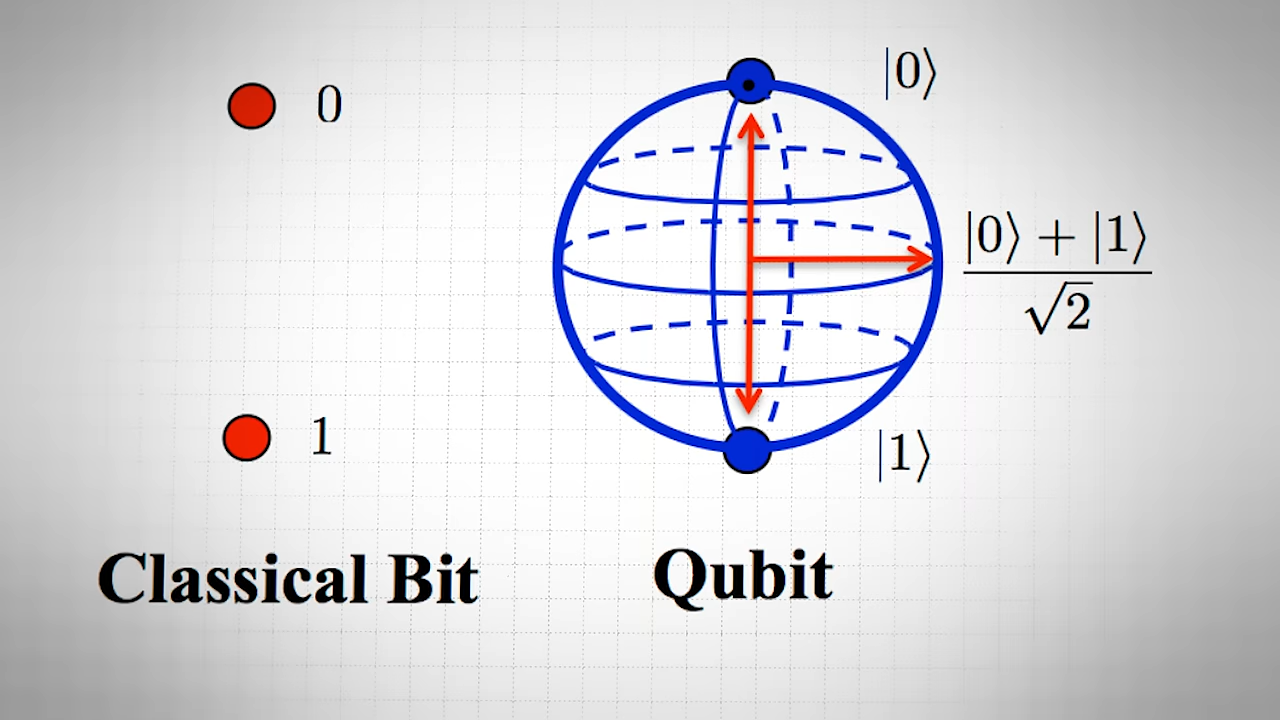 0
|0⟩
|0⟩ + |1⟩
√2
1
|1⟩
Classical Bit
Qubit